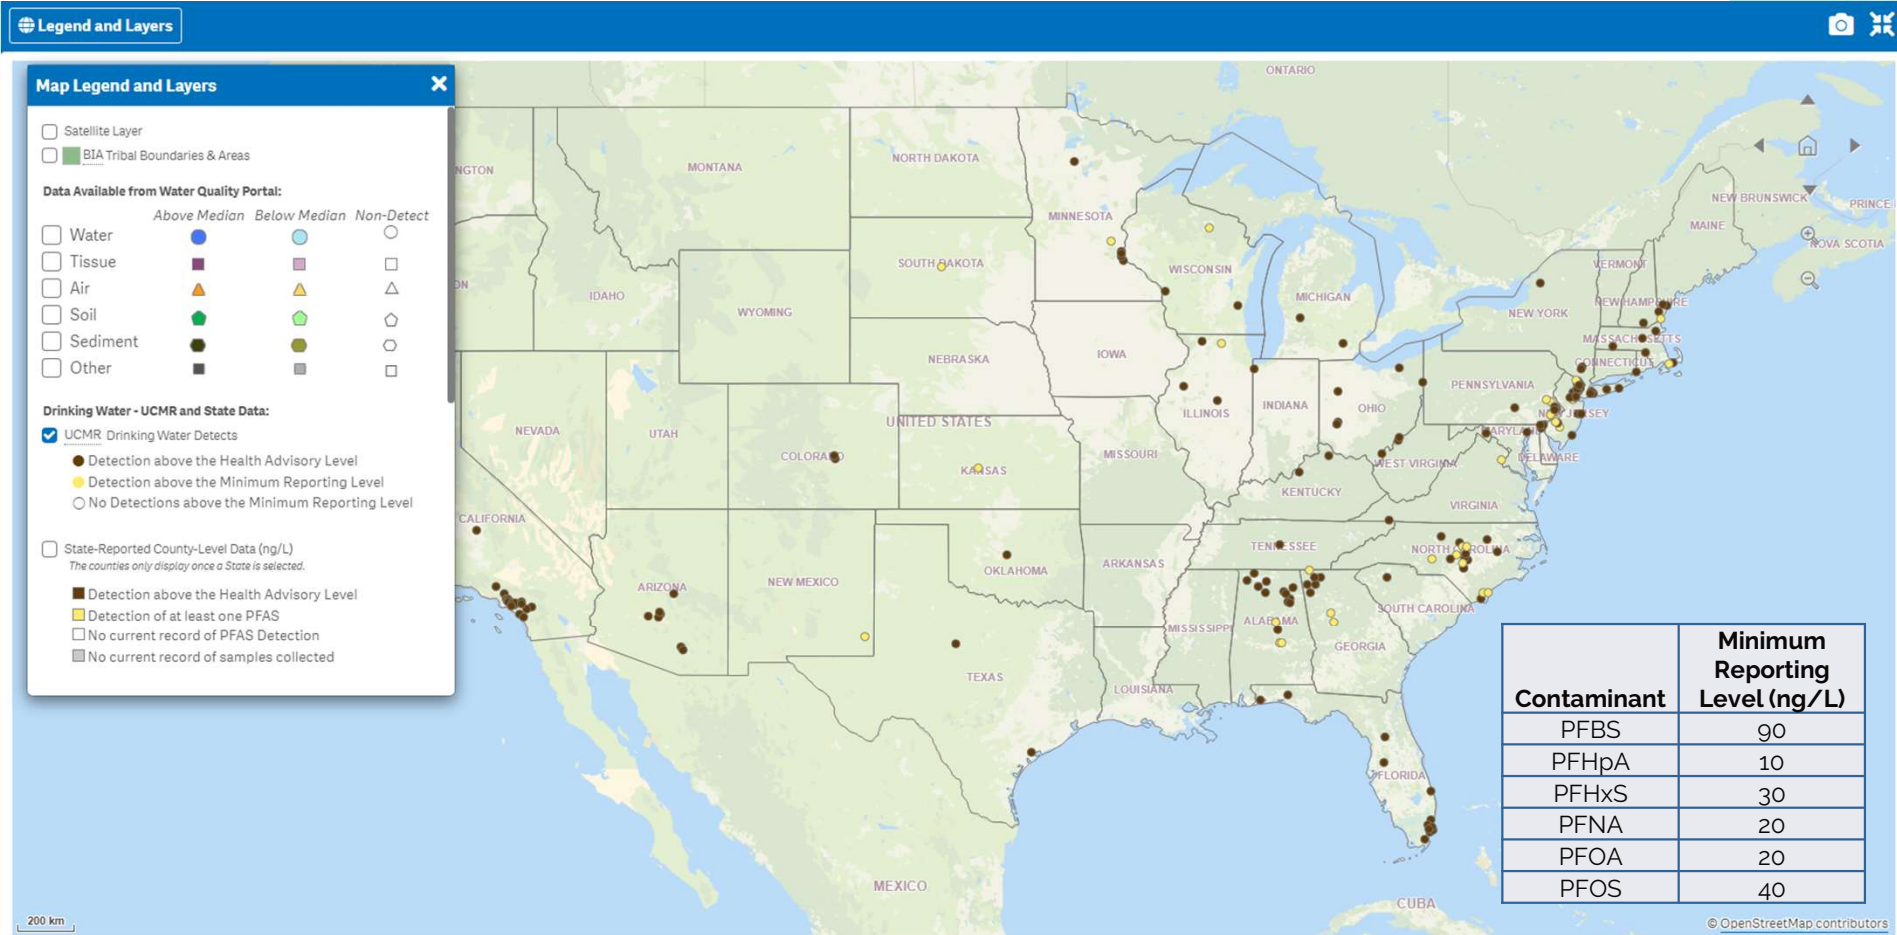 Legend and Layers
Map Legend and Layers
Satellite Layer
BIA Tribal Boundaries & Areas
Data Available from Water Quality Portal:
Above Median Below Median Non-Detect
Water
Tissue
Air
Soil
Sediment
Other
Drinking Water - UCMR and State Data:
UCMR Drinking Water Detects
Detection above the Health Advisory Level
Detection above the Minimum Reporting Level
No Detections above the Minimum Reporting Level
State-Reported County-Level Data (ng/L)
The counties only display once a State is selected.
Detection above the Health Advisory Level
Detection of at least one PFAS
No current record of PFAS Detection
No current record of samples collected
200 km
ONTARIO
NGTON
MONTANA
NORTH DAKOTA
MINNESOTA
NEW BRUNSWICK
PRINCE
MAINE
NOVA SCOTIA
SOUTH DAKOTA
WISCONSIN
VERMONT
ON
IDAHO
WYOMING
MICHIGAN
NEW HAMPSHIRE
NEW YORK
MASSACHUSETTS
NEBRASKA
IOWA
CONNECTICUT
PENNSYLVANIA
ILLINOIS
INDIANA
OHIO
NEW JERSEY
NEVADA
UTAH
UNITED STATES
MARYLAND
COLORADO
KANSAS
MISSOURI
WEST VIRGINIA
DELAWARE
KENTUCKY
VIRGINIA
CALIFORNIA
TENNESSEE
NORTH CAROLINA
ARIZONA
NEW MEXICO
OKLAHOMA
ARKANSAS
SOUTH CAROLINA
MISSISSIPPI
ALABAMA
GEORGIA
TEXAS
LOUISIANA
FLORIDA
MEXICO
CUBA
Minimum
Reporting
Contaminant Level (ng/L)
PFBS 90
PFHpA 10
PFHxS 30
PFNA 20
PFOA 20
PFOS 40
© OpenStreetMap contributors